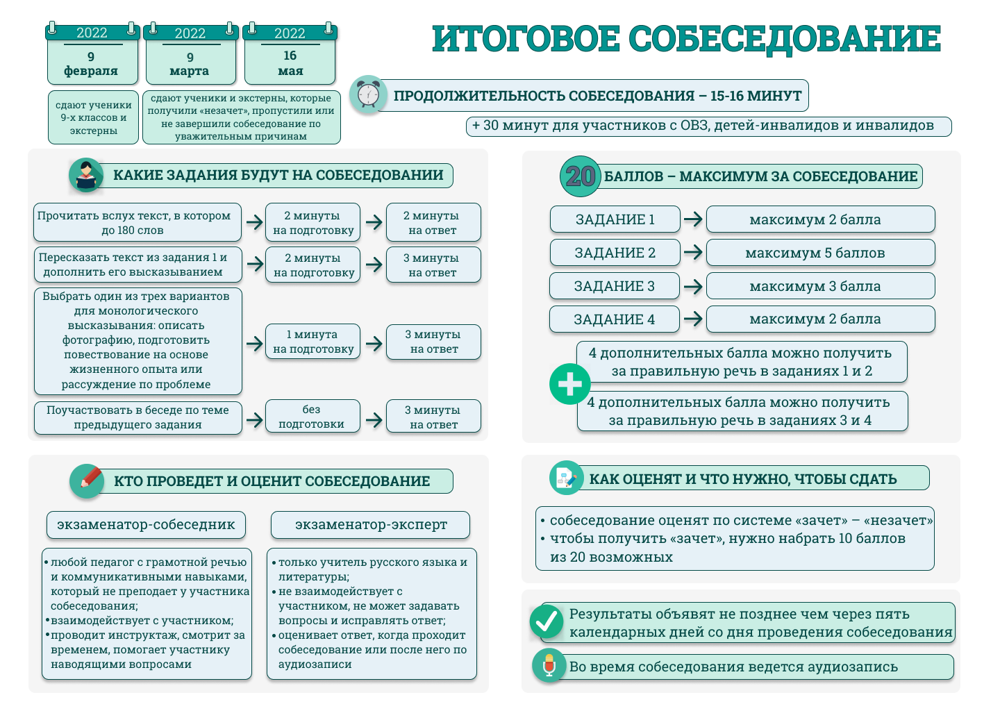 2022
9
февраля
2022
9
марта
2022
16
мая
сдают ученики
9-х классов и
экстерны
сдают ученики и экстерны, которые
получили «незачет», пропустили или
не завершили собеседование по
уважительным причинам
ИТОГОВОЕ СОБЕСЕДОВАНИЕ
ПРОДОЛЖИТЕЛЬНОСТЬ СОБЕСЕДОВАНИЯ – 15-16 МИНУТ
+ 30 минут для участников с ОВЗ, детей-инвалидов и инвалидов
КАКИЕ ЗАДАНИЯ БУДУТ НА СОБЕСЕДОВАНИИ
Прочитать вслух текст, в котором
до 180 слов
2 минуты
на подготовку
2 минуты
на ответ
Пересказать текст из задания 1 и
дополнить его высказыванием
2 минуты
на подготовку
3 минуты
на ответ
Выбрать один из трех вариантов
для монологического
высказывания: описать
фотографию, подготовить
повествование на основе
жизненного опыта или
рассуждение по проблеме
1 минута
на подготовку
3 минуты
на ответ
Поучаствовать в беседе по теме
предыдущего задания
без
подготовки
3 минуты
на ответ
20 БАЛЛОВ – МАКСИМУМ ЗА СОБЕСЕДОВАНИЕ
ЗАДАНИЕ 1
максимум 2 балла
ЗАДАНИЕ 2
максимум 5 баллов
ЗАДАНИЕ 3
максимум 3 балла
ЗАДАНИЕ 4
максимум 2 балла
4 дополнительных балла можно получить
за правильную речь в заданиях 1 и 2
4 дополнительных балла можно получить
за правильную речь в заданиях 3 и 4
КТО ПРОВЕДЕТ И ОЦЕНИТ СОБЕСЕДОВАНИЕ
экзаменатор-собеседник
• любой педагог с грамотной речью
и коммуникативными навыками,
который не преподает у участника
собеседования;
• взаимодействует с участником;
• проводит инструктаж, смотрит за
временем, помогает участнику
наводящими вопросами
экзаменатор-эксперт
• только учитель русского языка и
литературы;
• не взаимодействует с
участником, не может задавать
вопросы и исправлять ответ;
• оценивает ответ, когда проходит
собеседование или после него по
аудиозаписи
КАК ОЦЕНЯТ И ЧТО НУЖНО, ЧТОБЫ СДАТЬ
• собеседование оценят по системе «зачет» – «незачет»
• чтобы получить «зачет», нужно набрать 10 баллов
из 20 возможных
Результаты объявят не позднее чем через пять
календарных дней со дня проведения собеседования
Во время собеседования ведется аудиозапись